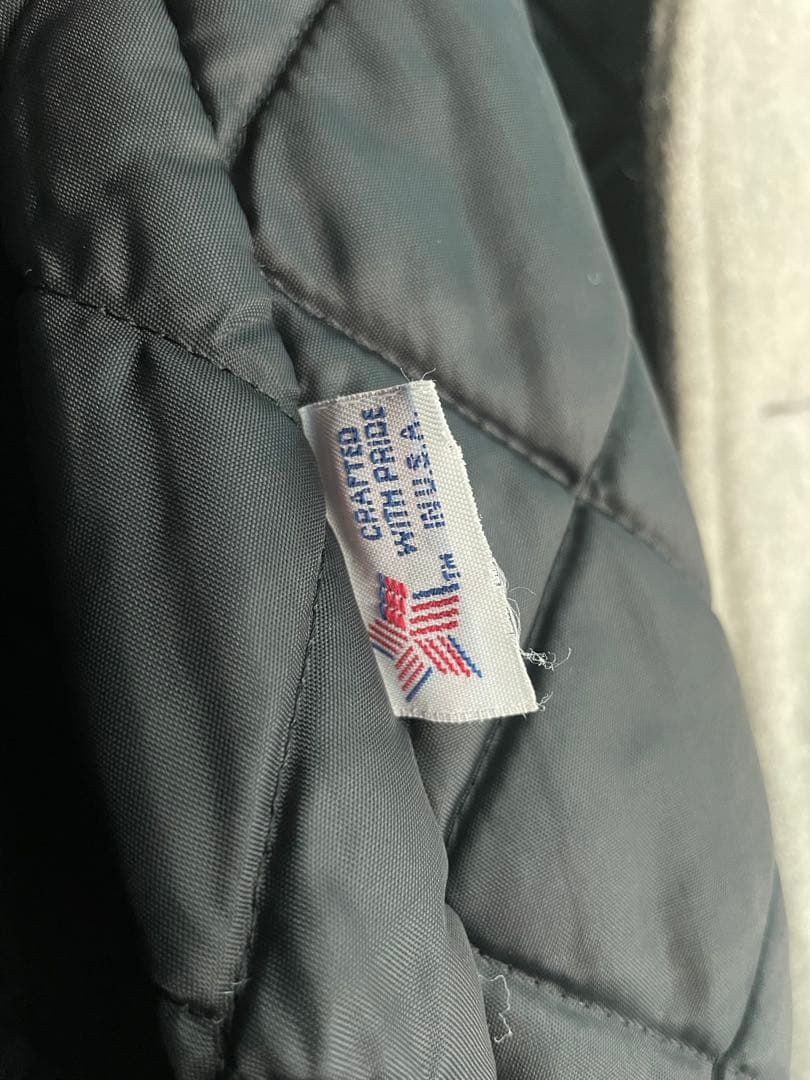 CRAFTED
WITH PRIDE
IN U.S.A.
TM